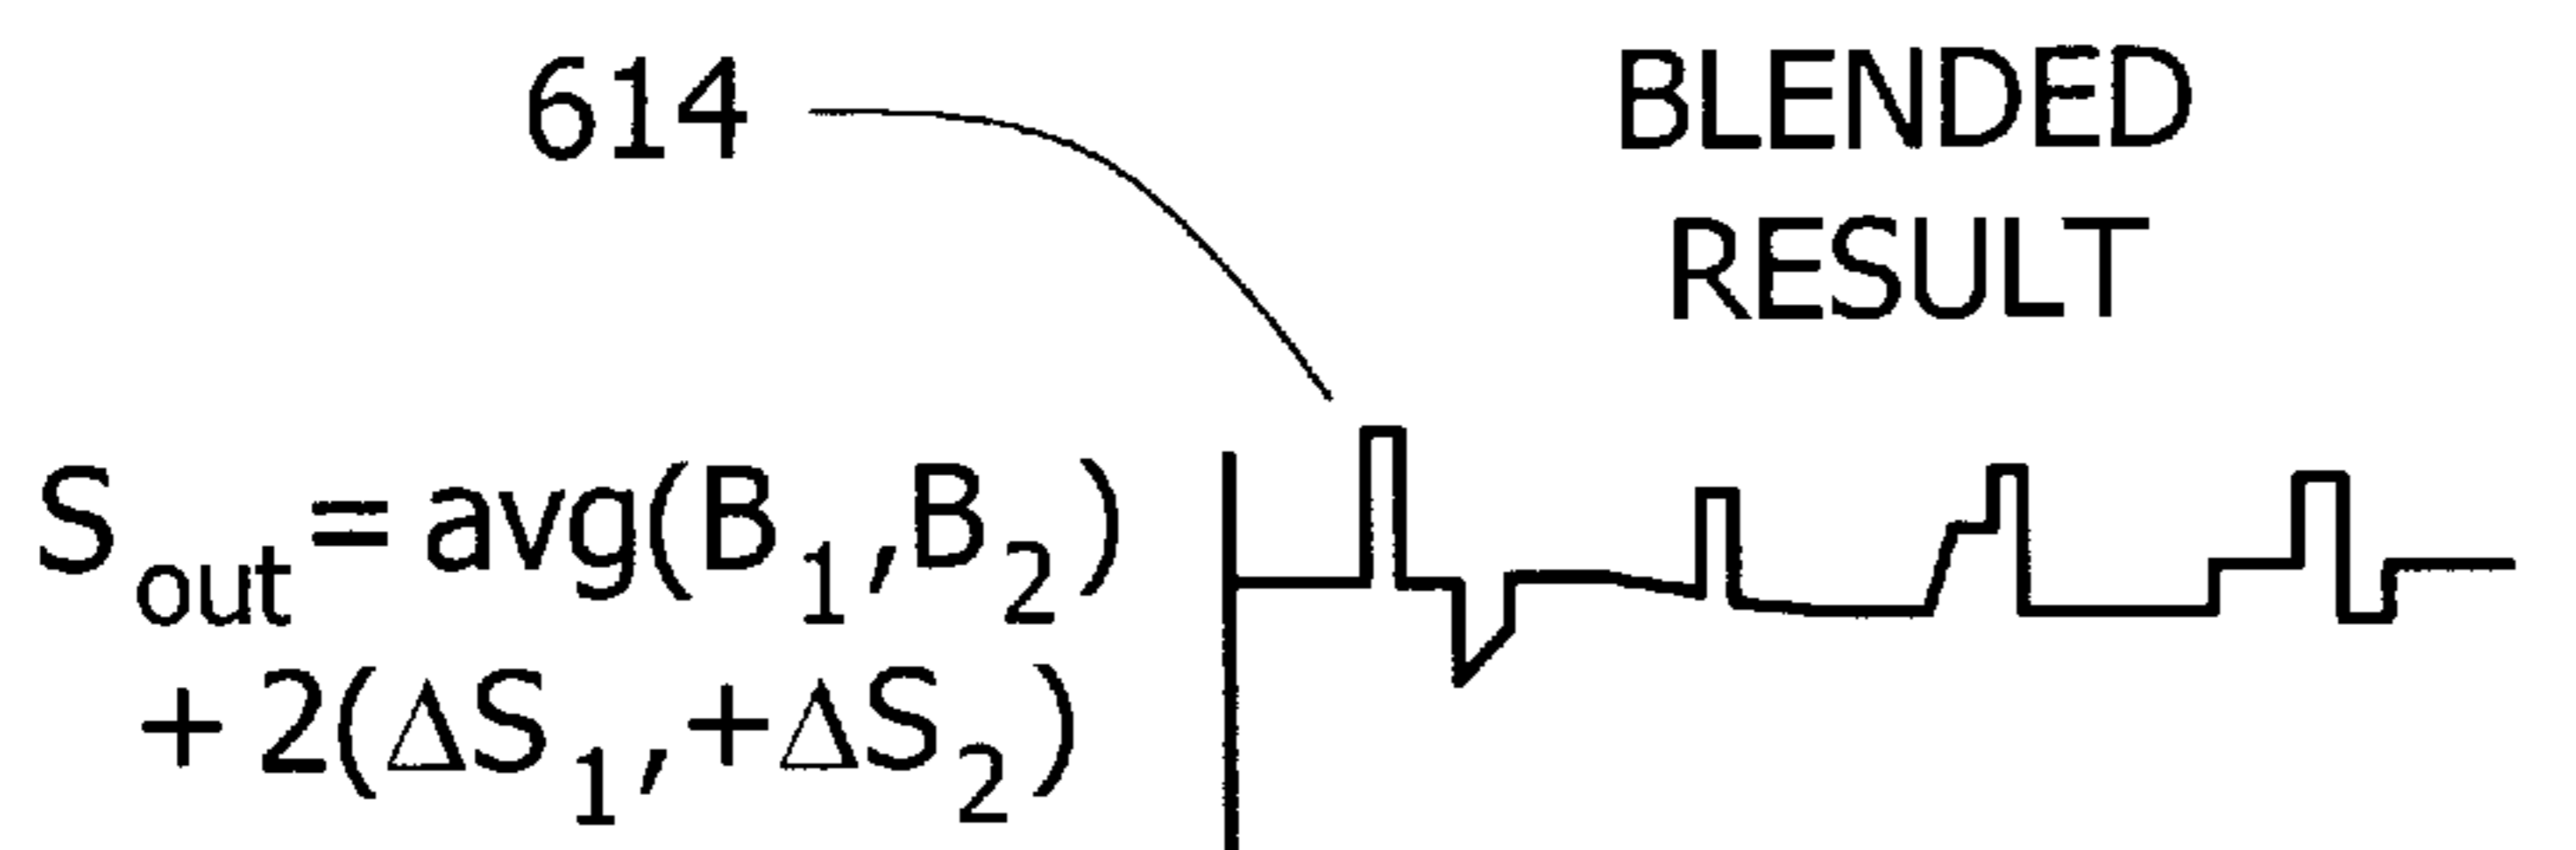 614
BLENDED
RESULT
S_out = avg(B_1,B_2)
+ 2(ΔS_1,+ΔS_2)